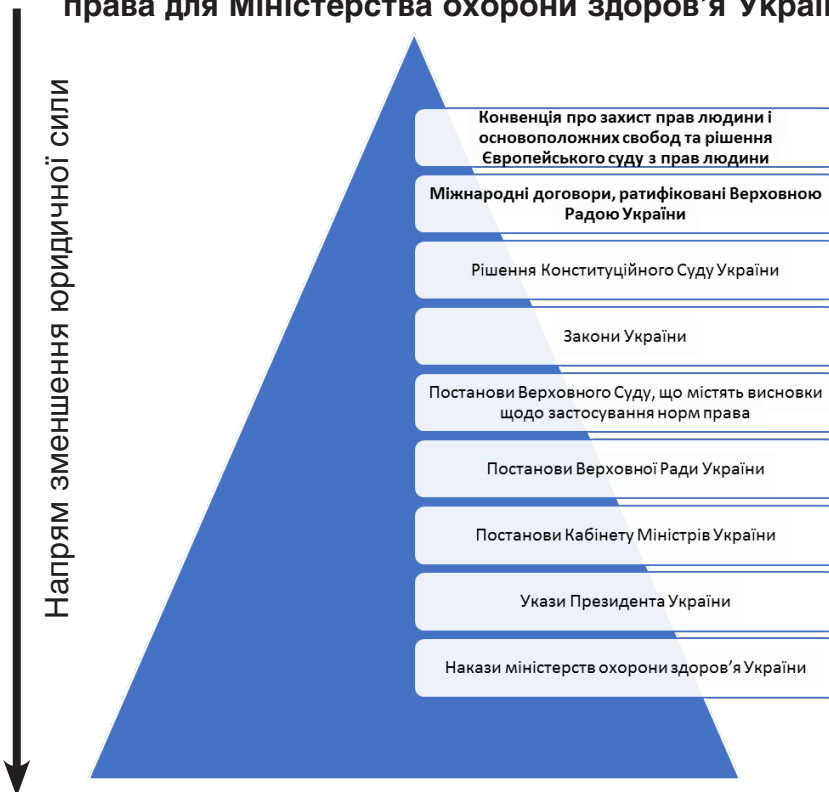 права для Міністерства охорони здоров’я Украї
Напрям зменшення юридичної сили
Конвенція про захист прав людини і
основоположних свобод та рішення
Європейського суду з прав людини
Міжнародні договори, ратифіковані Верховною
Радою України
Рішення Конституційного Суду України
Закони України
Постанови Верховного Суду, що містять висновки
щодо застосування норм права
Постанови Верховної Ради України
Постанови Кабінету Міністрів України
Укази Президента України
Накази міністерств охорони здоров’я України